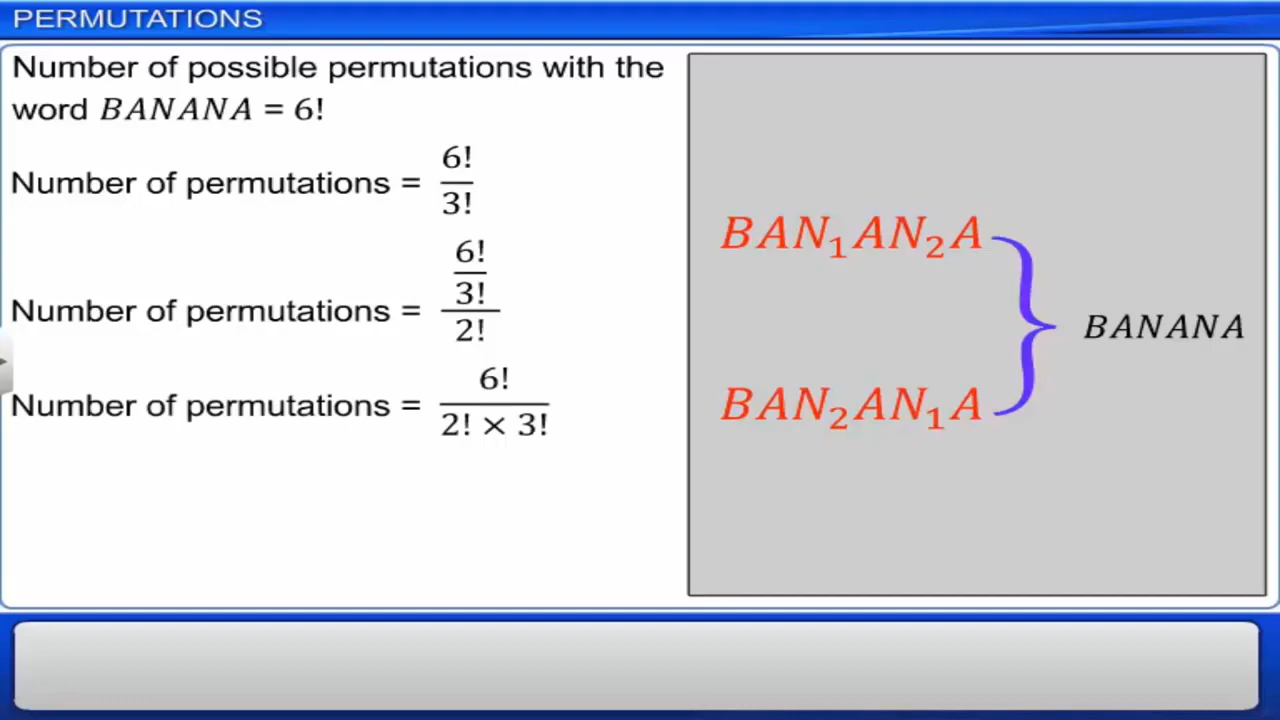 PERMUTATIONS
Number of possible permutations with the
word BANANA = 6!
Number of permutations = 6!/3!
Number of permutations = (6!/3!)/2!
Number of permutations = 6!/(2! × 3!)
BAN₁AN₂A
BANANA
BAN₂AN₁A